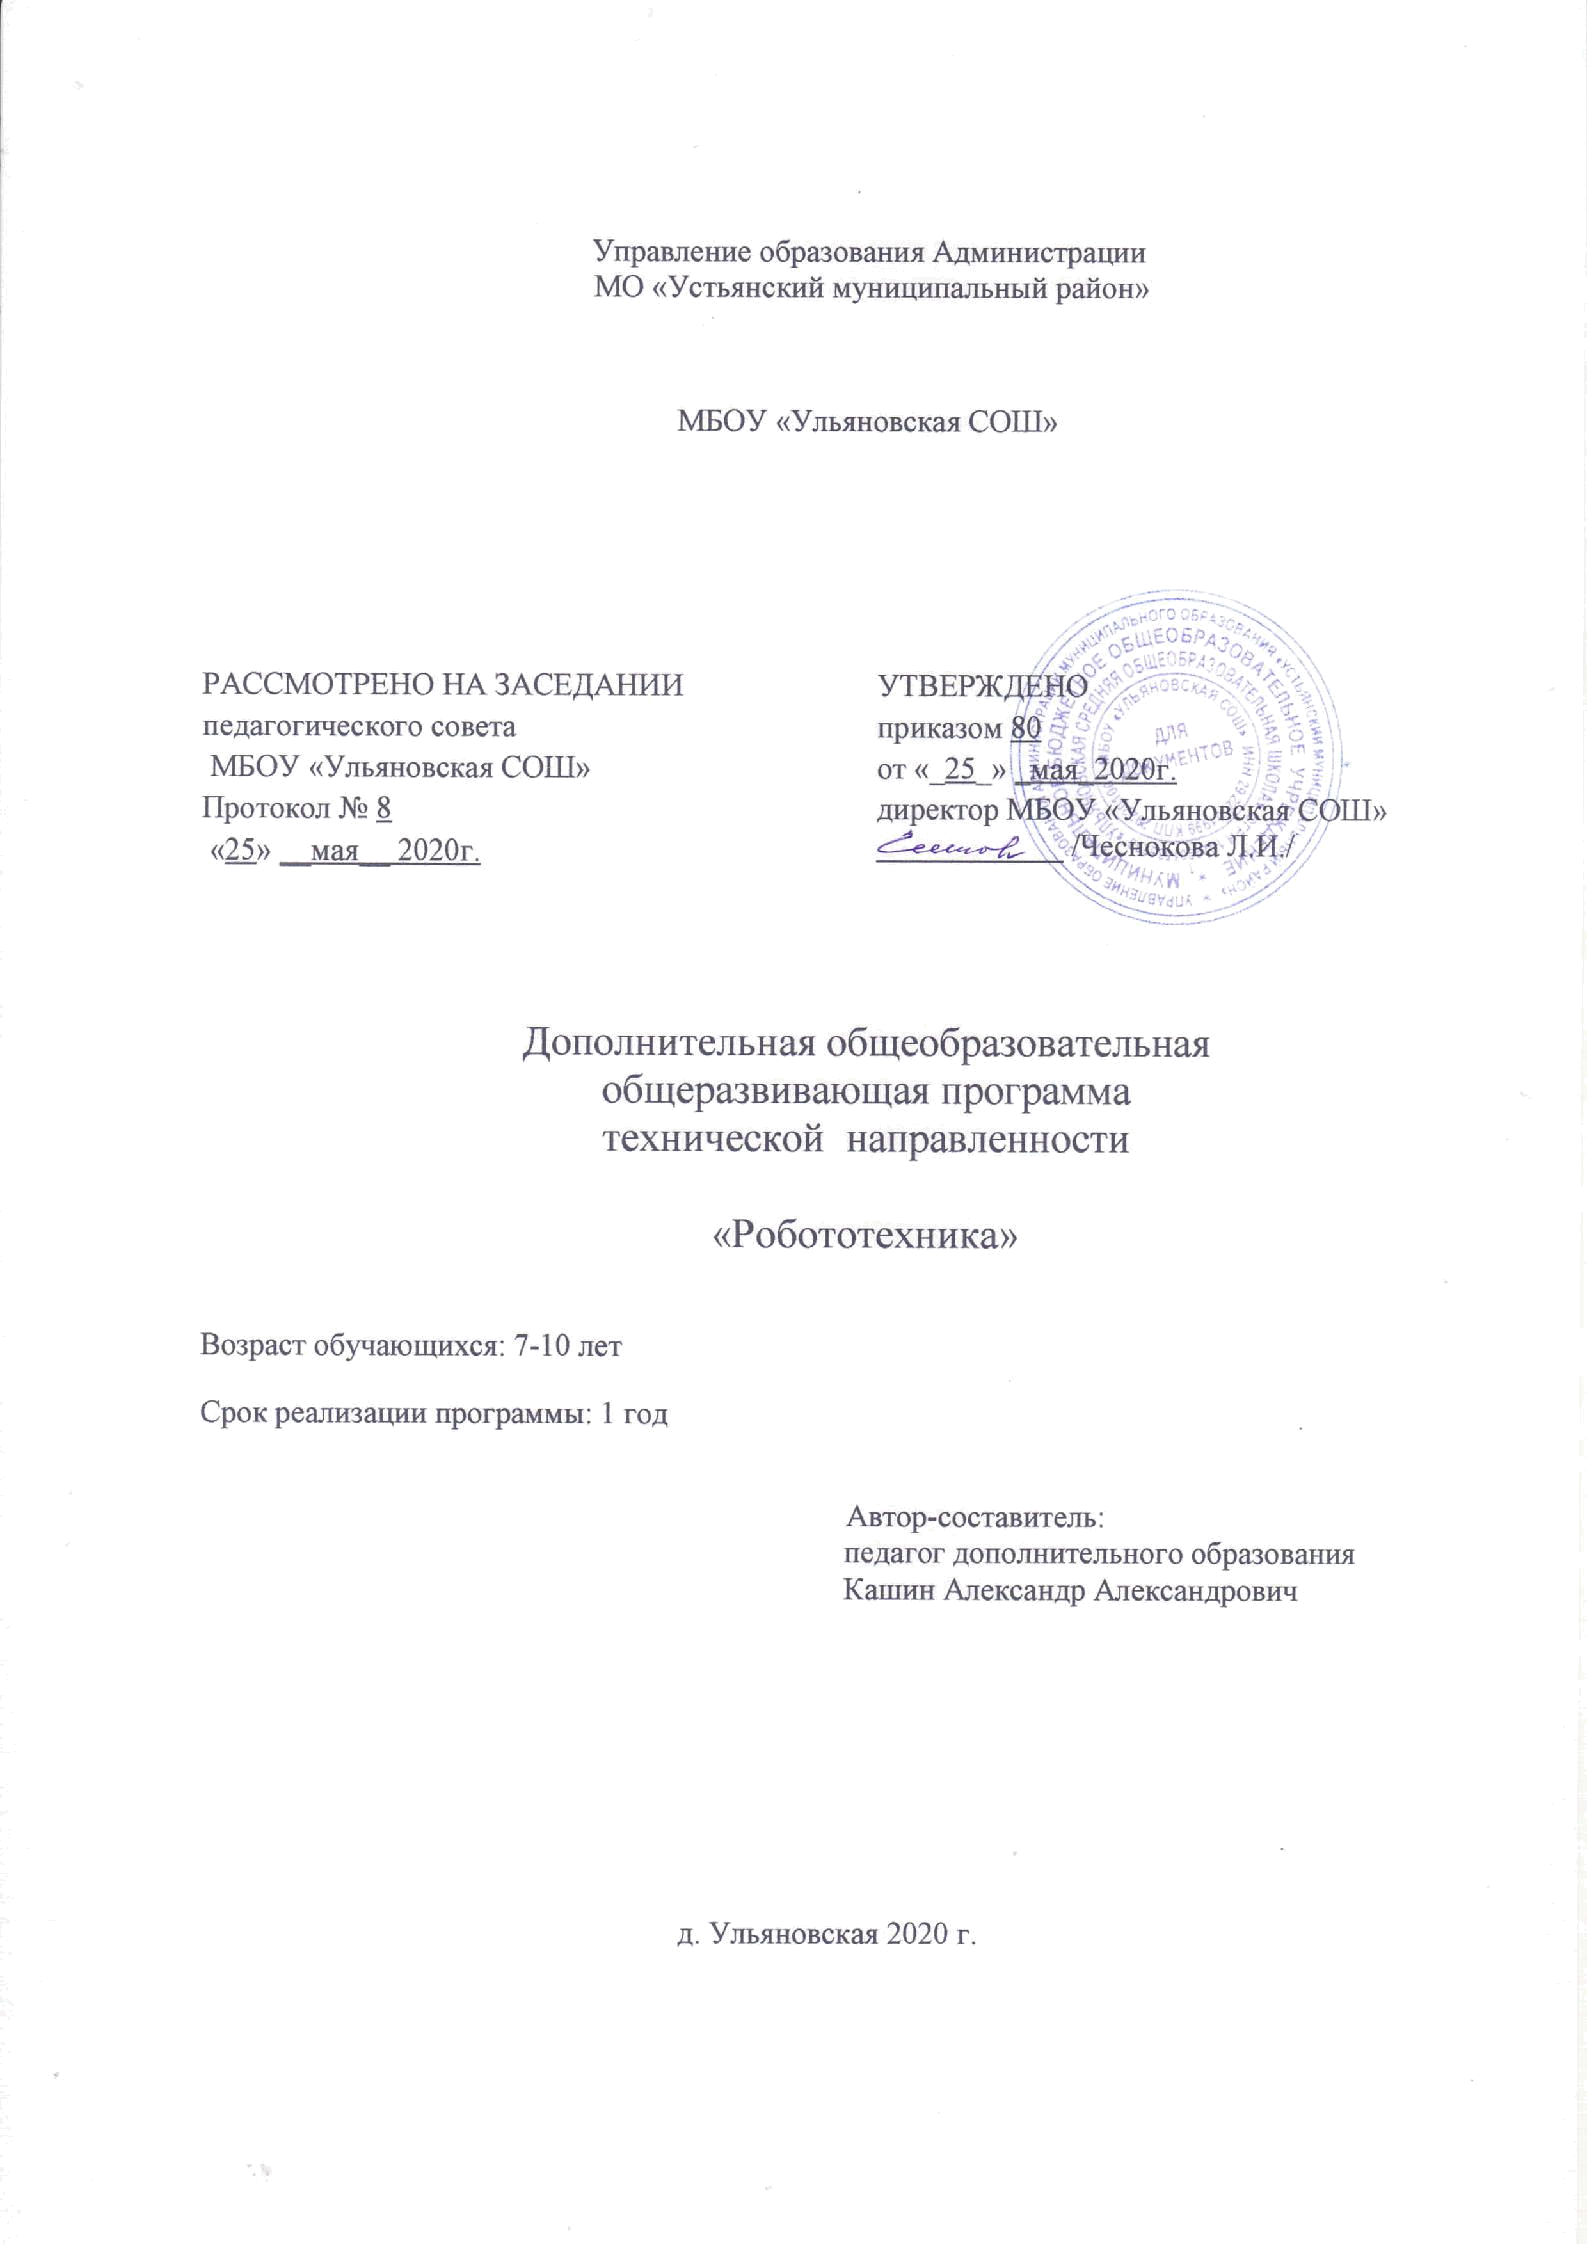 Управление образования Администрации
МО «Устьянский муниципальный район»
МБОУ «Ульяновская СОШ»
РАССМОТРЕНО НА ЗАСЕДАНИИ
педагогического совета
МБОУ «Ульяновская СОШ»
Протокол № 8
«25» __мая__2020г.
УТВЕРЖДЕНО
приказом 80
от «_25_» _мая_2020г.
директор МБОУ «Ульяновская СОШ»
____________ /Чеснокова Л.И./
ДЛЯ
ДОКУМЕНТОВ
Дополнительная общеобразовательная
общеразвивающая программа
технической направленности
«Робототехника»
Возраст обучающихся: 7-10 лет
Срок реализации программы: 1 год
Автор-составитель:
педагог дополнительного образования
Кашин Александр Александрович
д. Ульяновская 2020 г.